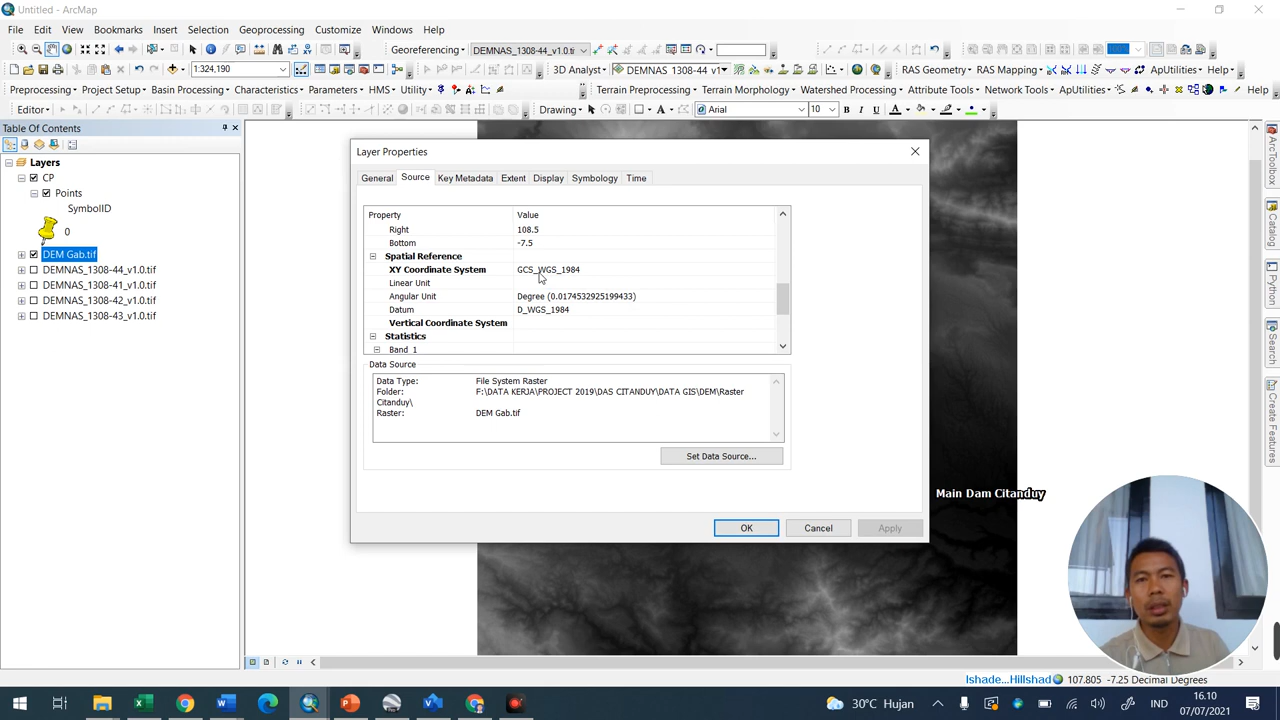 Untitled - ArcMap
File Edit View Bookmarks Insert Selection Geoprocessing Customize Windows Help
Georeferencing DEMNAS_1308-44_v1.0.ti
1:324,190 3D Analyst DEMNAS_1308-44_v1 RAS Geometry RAS Mapping ApUtilities Help
Preprocessing Project Setup Basin Processing Characteristics Parameters HMS Utility Terrain Preprocessing Terrain Morphology Watershed Processing Attribute Tools Network Tools ApUtilities Help
Editor Drawing Arial 10 B I U
Table Of Contents
Layers
CP
Points
SymbolID
0
DEM Gab.tif
DEMNAS_1308-44_v1.0.tif
DEMNAS_1308-41_v1.0.tif
DEMNAS_1308-42_v1.0.tif
DEMNAS_1308-43_v1.0.tif
Layer Properties
General Source Key Metadata Extent Display Symbology Time
Property Value
Right 108.5
Bottom -7.5
Spatial Reference
XY Coordinate System GCS_WGS_1984
Linear Unit
Angular Unit Degree (0.0174532925199433)
Datum D_WGS_1984
Vertical Coordinate System
Statistics
Band 1
Data Source
Data Type: File System Raster
Folder: F:\DATA KERJA\PROJECT 2019\DAS CITANDUY\DATA GIS\DEM\Raster
Citanduy\
Raster: DEM Gab.tif
Set Data Source...
OK Cancel Apply
Main Dam Citanduy
ArcToolbox
Catalog
Python
Search
Create Features
Ishade...Hillshad 107.805 -7.25 Decimal Degrees
30°C Hujan IND 16.10
07/07/2021